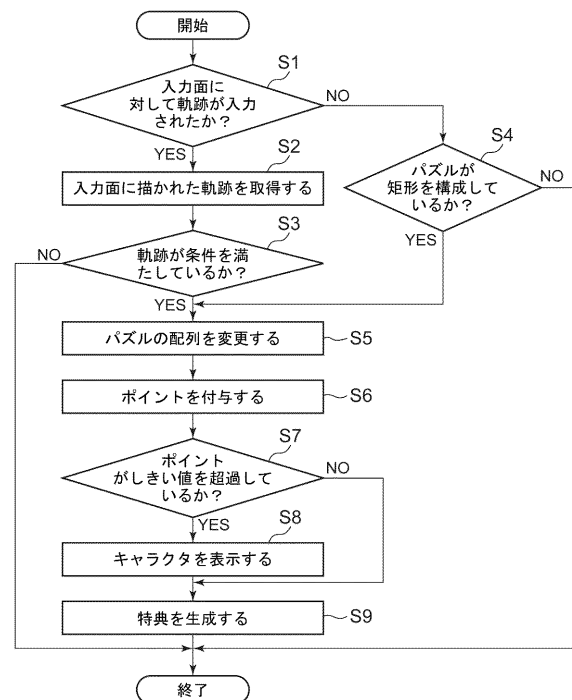 開始
S1
入力面に
対して軌跡が入力
されたか？
NO
YES
S2
入力面に描かれた軌跡を取得する
S4
パズルが
矩形を構成して
いるか？
NO
YES
S3
軌跡が条件を満
たしているか？
NO
YES
パズルの配列を変更する
S5
ポイントを付与する
S6
S7
ポイント
がしきい値を超過して
いるか？
NO
YES
S8
キャラクタを表示する
特典を生成する
S9
終了